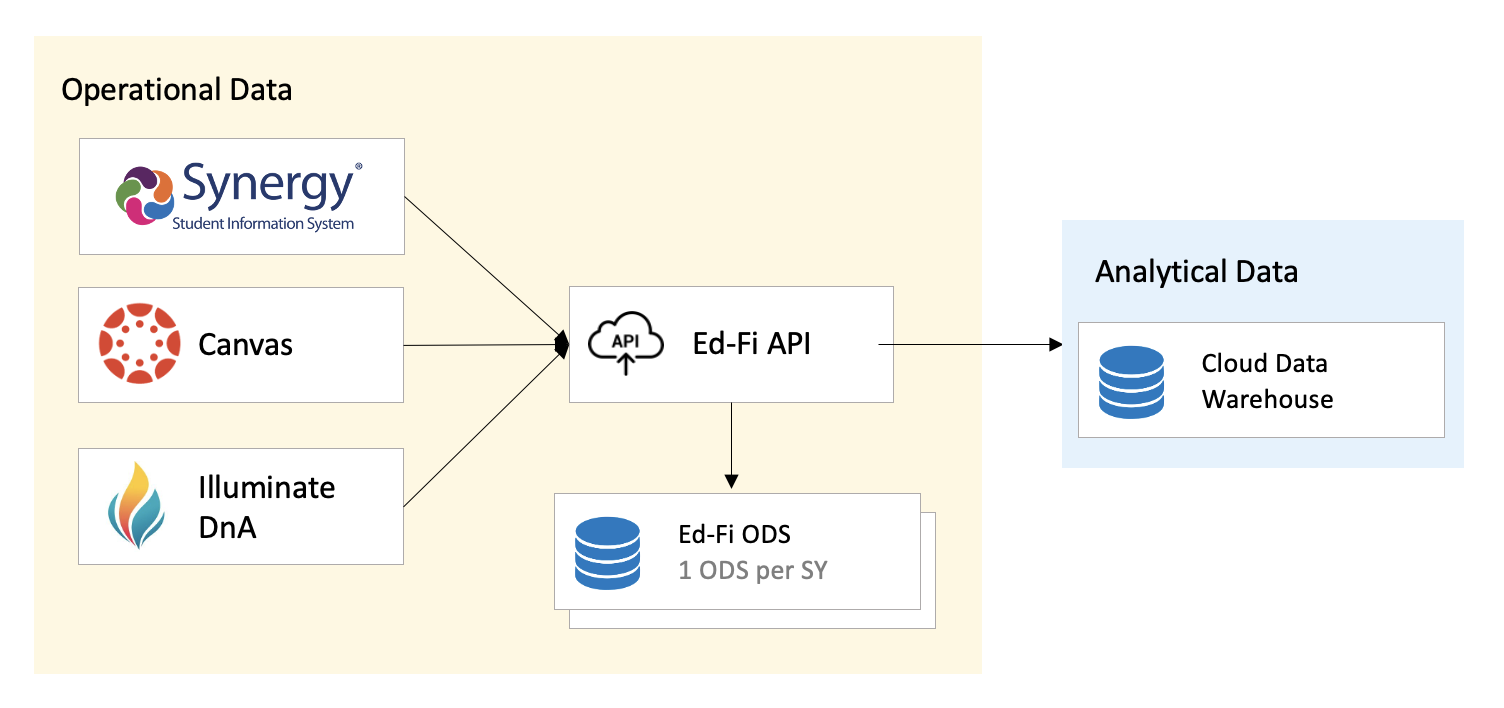 Operational Data
Synergy®
Student Information System
Canvas
Illuminate
DnA
API
Ed-Fi API
Ed-Fi ODS
1 ODS per SY
Analytical Data
Cloud Data
Warehouse